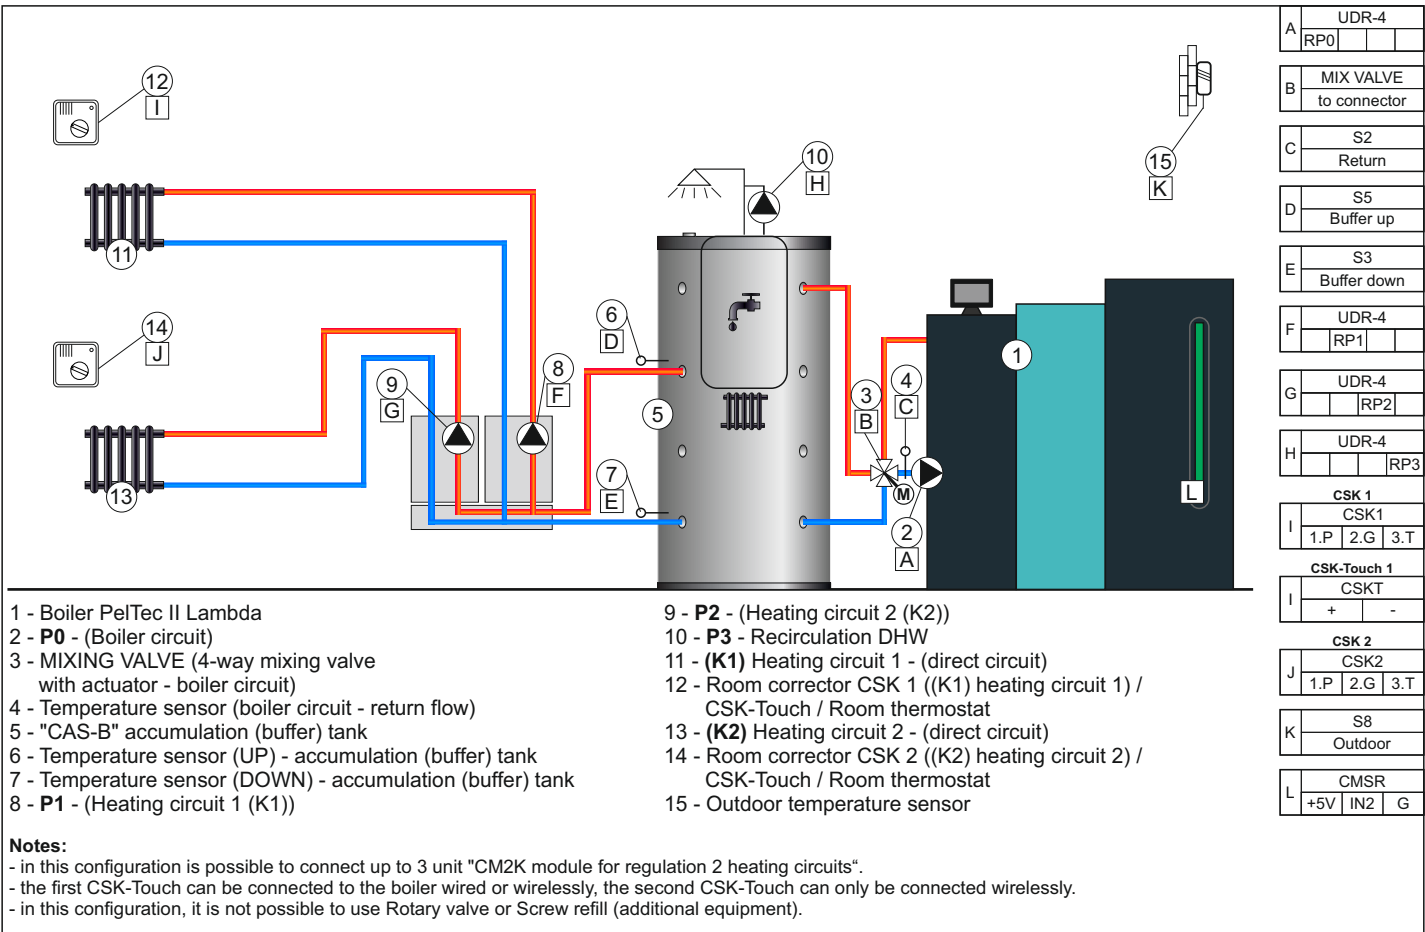 12
I
11
14
J
13
9
G
8
F
6
D
7
E
5
10
H
3
B
4
C
M
2
A
1
L
15
K
A
UDR-4
RP0
B
MIX VALVE
to connector
C
S2
Return
D
S5
Buffer up
E
S3
Buffer down
F
UDR-4
RP1
G
UDR-4
RP2
H
UDR-4
RP3
CSK 1
I
CSK1
1.P 2.G 3.T
CSK-Touch 1
I
CSKT
+ -
CSK 2
J
CSK2
1.P 2.G 3.T
K
S8
Outdoor
L
CMSR
+5V IN2 G
1 - Boiler PelTec II Lambda
2 - P0 - (Boiler circuit)
3 - MIXING VALVE (4-way mixing valve
with actuator - boiler circuit)
4 - Temperature sensor (boiler circuit - return flow)
5 - "CAS-B" accumulation (buffer) tank
6 - Temperature sensor (UP) - accumulation (buffer) tank
7 - Temperature sensor (DOWN) - accumulation (buffer) tank
8 - P1 - (Heating circuit 1 (K1))
9 - P2 - (Heating circuit 2 (K2))
10 - P3 - Recirculation DHW
11 - (K1) Heating circuit 1 - (direct circuit)
12 - Room corrector CSK 1 ((K1) heating circuit 1) /
CSK-Touch / Room thermostat
13 - (K2) Heating circuit 2 - (direct circuit)
14 - Room corrector CSK 2 ((K2) heating circuit 2) /
CSK-Touch / Room thermostat
15 - Outdoor temperature sensor
Notes:
- in this configuration is possible to connect up to 3 unit "CM2K module for regulation 2 heating circuits“.
- the first CSK-Touch can be connected to the boiler wired or wirelessly, the second CSK-Touch can only be connected wirelessly.
- in this configuration, it is not possible to use Rotary valve or Screw refill (additional equipment).